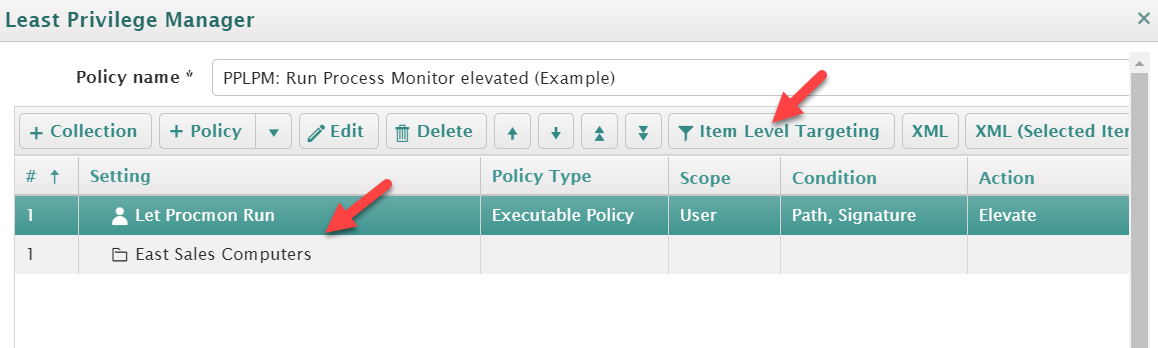 Least Privilege Manager
Policy name * PPLPM: Run Process Monitor elevated (Example)
+ Collection + Policy Edit Delete Item Level Targeting XML XML (Selected Iter
# Setting Policy Type Scope Condition Action
1 Let Procmon Run Executable Policy User Path, Signature Elevate
1 East Sales Computers